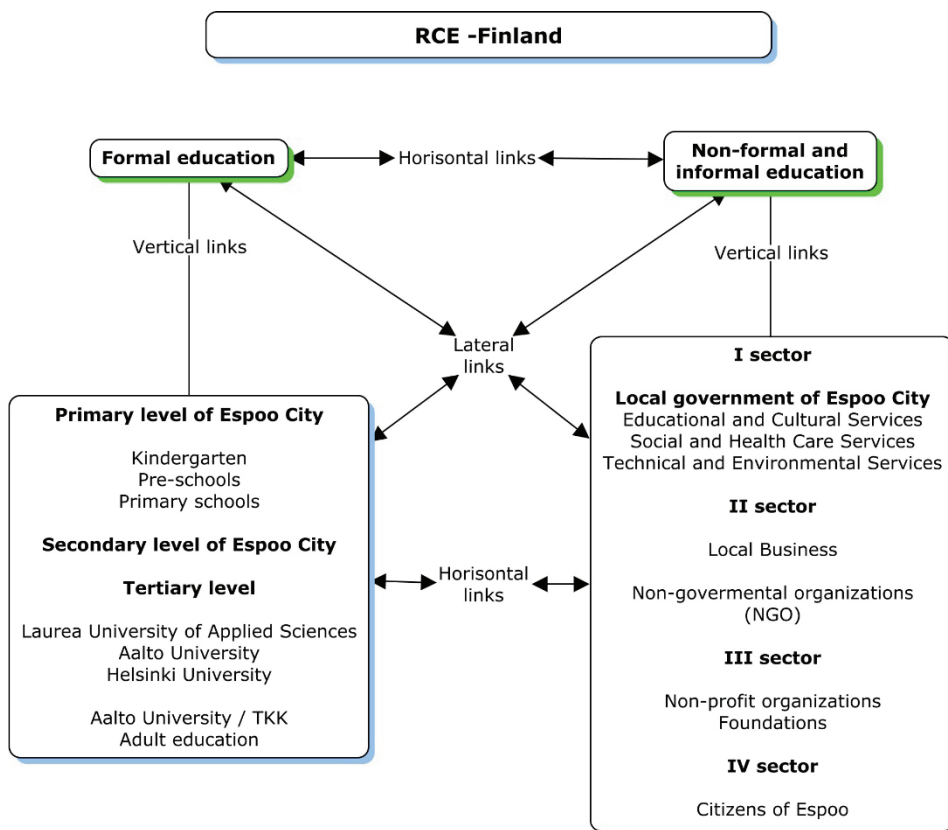 RCE -Finland
Formal education
Horisontal links
Non-formal and
informal education
Vertical links
Vertical links
Lateral
links
Primary level of Espoo City
Kindergarten
Pre-schools
Primary schools
Secondary level of Espoo City
Tertiary level
Laurea University of Applied Sciences
Aalto University
Helsinki University
Aalto University / TKK
Adult education
Horisontal
links
I sector
Local government of Espoo City
Educational and Cultural Services
Social and Health Care Services
Technical and Environmental Services
II sector
Local Business
Non-govermental organizations
(NGO)
III sector
Non-profit organizations
Foundations
IV sector
Citizens of Espoo